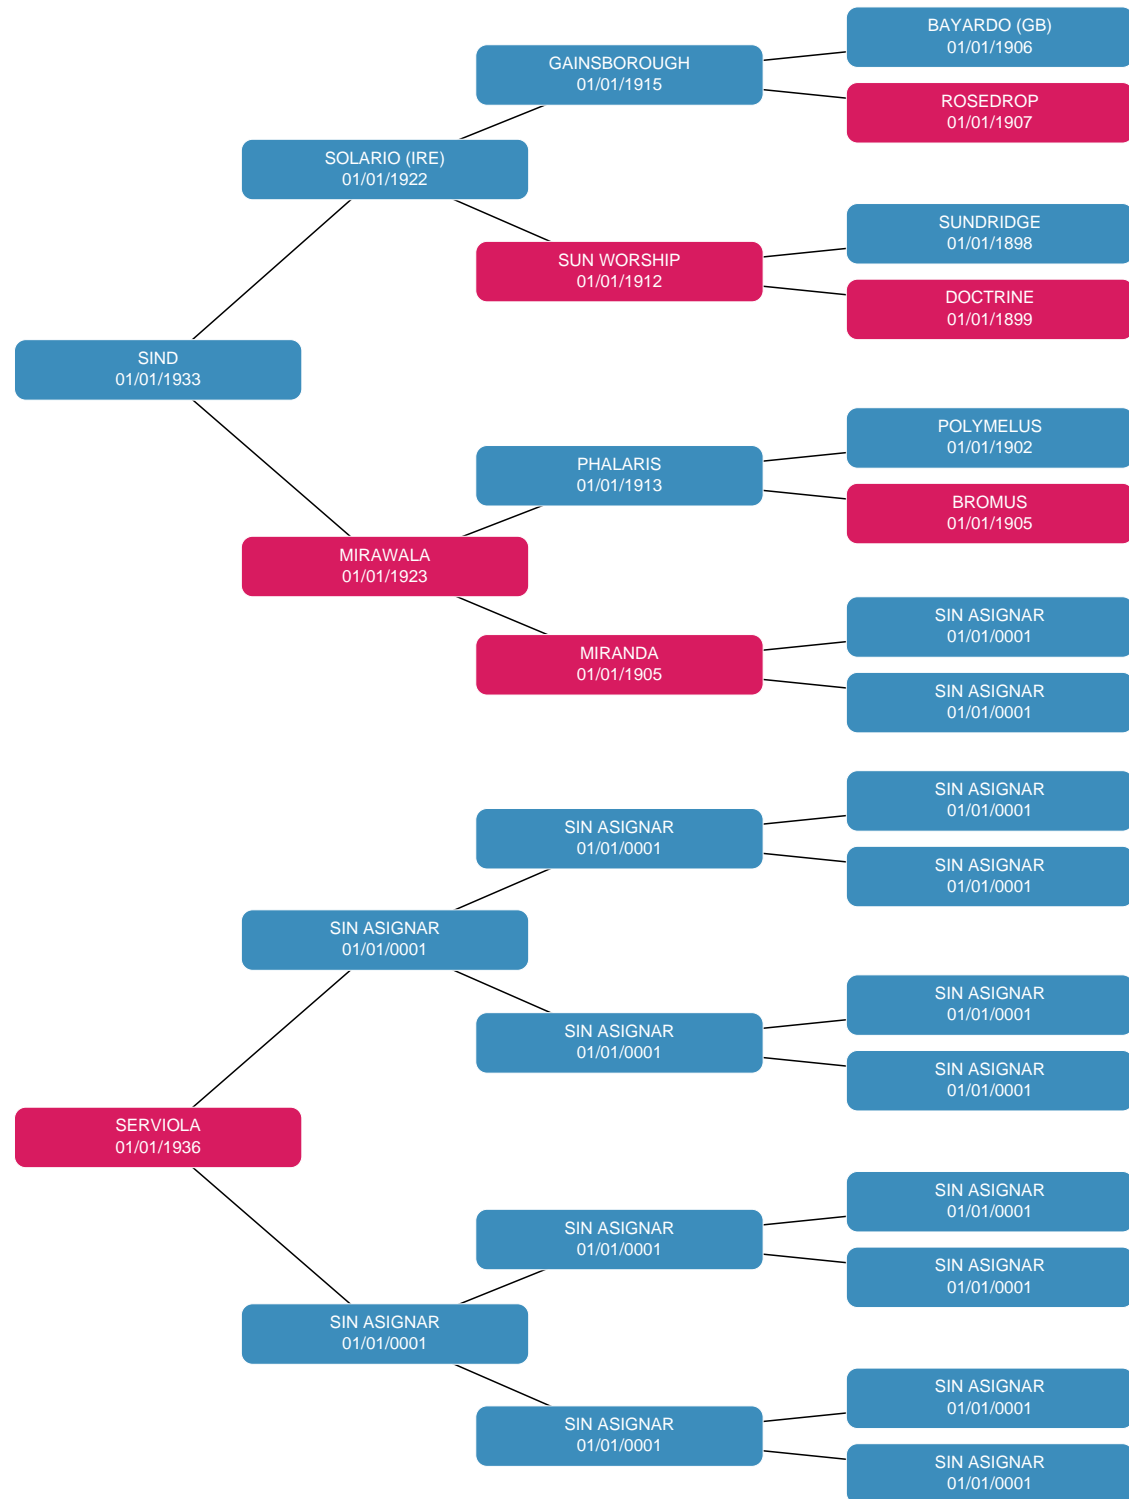 BAYARDO (GB)
01/01/1906
GAINSBOROUGH
01/01/1915
ROSEDROP
01/01/1907
SOLARIO (IRE)
01/01/1922
SUNDRIDGE
01/01/1898
SUN WORSHIP
01/01/1912
DOCTRINE
01/01/1899
SIND
01/01/1933
POLYMELUS
01/01/1902
PHALARIS
01/01/1913
BROMUS
01/01/1905
MIRAWALA
01/01/1923
SIN ASIGNAR
01/01/0001
MIRANDA
01/01/1905
SIN ASIGNAR
01/01/0001
SIN ASIGNAR
01/01/0001
SIN ASIGNAR
01/01/0001
SIN ASIGNAR
01/01/0001
SIN ASIGNAR
01/01/0001
SIN ASIGNAR
01/01/0001
SIN ASIGNAR
01/01/0001
SIN ASIGNAR
01/01/0001
SERVIOLA
01/01/1936
SIN ASIGNAR
01/01/0001
SIN ASIGNAR
01/01/0001
SIN ASIGNAR
01/01/0001
SIN ASIGNAR
01/01/0001
SIN ASIGNAR
01/01/0001
SIN ASIGNAR
01/01/0001
SIN ASIGNAR
01/01/0001